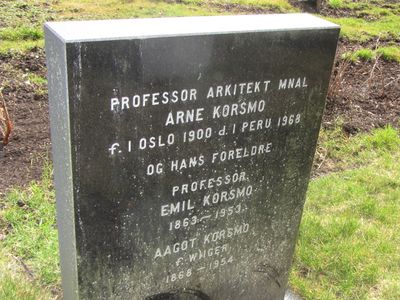 PROFESSOR ARKITEKT MNAL
ARNE KORSMO
f. I OSLO 1900 d. I PERU 1968
OG HANS FORELDRE
PROFESSOR
EMIL KORSMO
1863 - 1953
AAGOT KORSMO
F. WIIGER
1868 - 1954